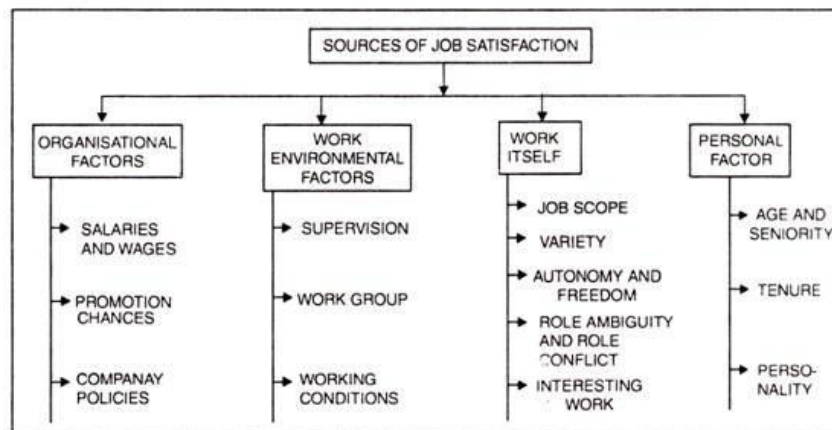 SOURCES OF JOB SATISFACTION
ORGANISATIONAL
FACTORS
SALARIES
AND WAGES
PROMOTION
CHANCES
COMPANAY
POLICIES
WORK
ENVIRONMENTAL
FACTORS
SUPERVISION
WORK GROUP
WORKING
CONDITIONS
WORK
ITSELF
JOB SCOPE
VARIETY
AUTONOMY AND
FREEDOM
ROLE AMBIGUITY
AND ROLE
CONFLICT
INTERESTING
WORK
PERSONAL
FACTOR
AGE AND
SENIORITY
TENURE
PERSO-
NALITY